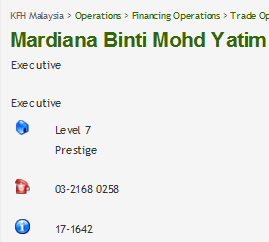 KFH Malaysia > Operations > Financing Operations > Trade Op
Mardiana Binti Mohd Yatim
Executive
Executive
Level 7
Prestige
03-2168 0258
17-1642